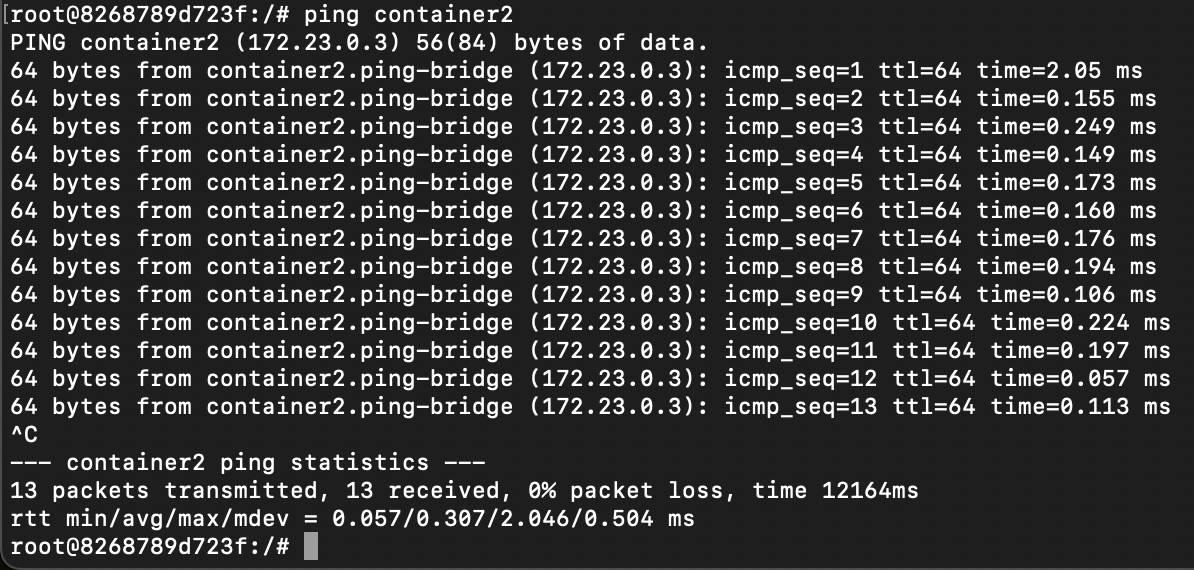 [root@8268789d723f:/# ping container2
PING container2 (172.23.0.3) 56(84) bytes of data.
64 bytes from container2.ping-bridge (172.23.0.3): icmp_seq=1 ttl=64 time=2.05 ms
64 bytes from container2.ping-bridge (172.23.0.3): icmp_seq=2 ttl=64 time=0.155 ms
64 bytes from container2.ping-bridge (172.23.0.3): icmp_seq=3 ttl=64 time=0.249 ms
64 bytes from container2.ping-bridge (172.23.0.3): icmp_seq=4 ttl=64 time=0.149 ms
64 bytes from container2.ping-bridge (172.23.0.3): icmp_seq=5 ttl=64 time=0.173 ms
64 bytes from container2.ping-bridge (172.23.0.3): icmp_seq=6 ttl=64 time=0.160 ms
64 bytes from container2.ping-bridge (172.23.0.3): icmp_seq=7 ttl=64 time=0.176 ms
64 bytes from container2.ping-bridge (172.23.0.3): icmp_seq=8 ttl=64 time=0.194 ms
64 bytes from container2.ping-bridge (172.23.0.3): icmp_seq=9 ttl=64 time=0.106 ms
64 bytes from container2.ping-bridge (172.23.0.3): icmp_seq=10 ttl=64 time=0.224 ms
64 bytes from container2.ping-bridge (172.23.0.3): icmp_seq=11 ttl=64 time=0.197 ms
64 bytes from container2.ping-bridge (172.23.0.3): icmp_seq=12 ttl=64 time=0.057 ms
64 bytes from container2.ping-bridge (172.23.0.3): icmp_seq=13 ttl=64 time=0.113 ms
^C
--- container2 ping statistics ---
13 packets transmitted, 13 received, 0% packet loss, time 12164ms
rtt min/avg/max/mdev = 0.057/0.307/2.046/0.504 ms
root@8268789d723f:/#